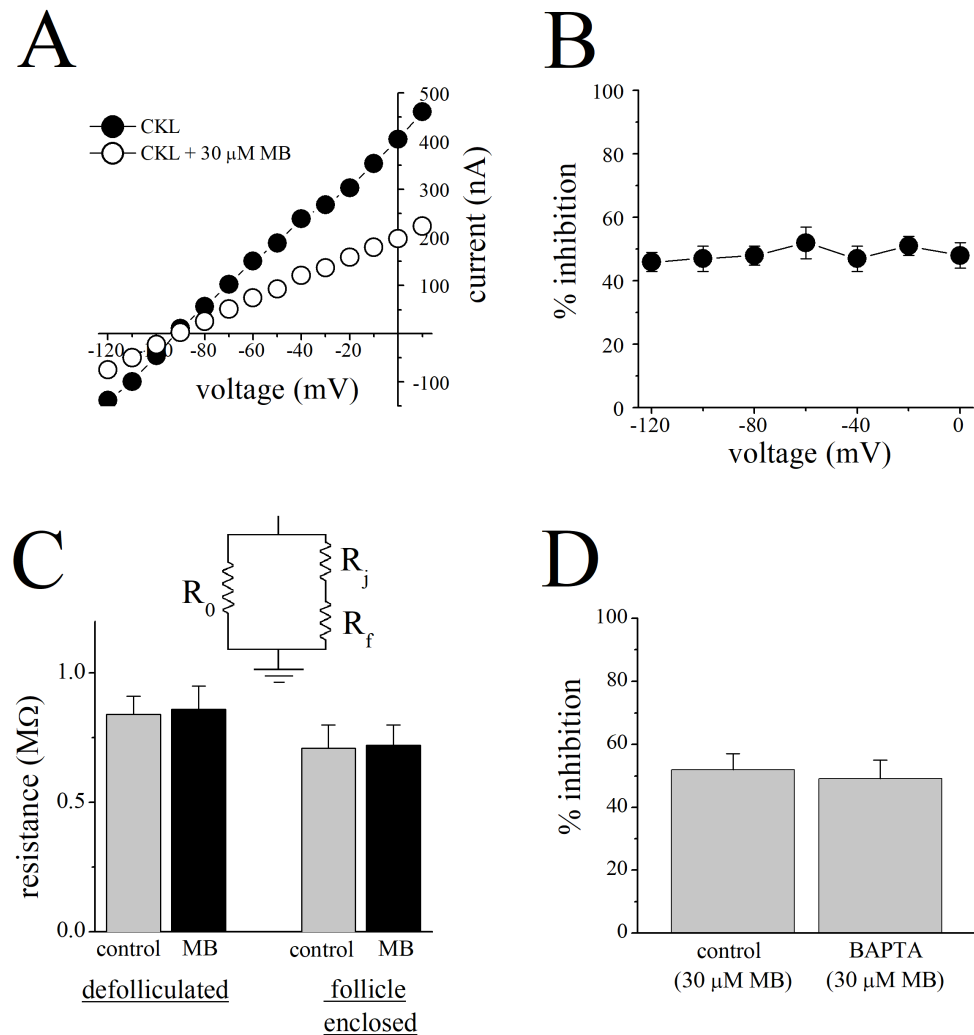 A
CKL
CKL + 30 μM MB
500
400
300
200
100
-100
current (nA)
-120
-80
-60
-40
-20
voltage (mV)
B
100
80
60
40
20
0
% inhibition
-120
-80
-40
0
voltage (mV)
C
R0
Rj
Rf
1.0
0.5
0.0
resistance (MΩ)
control MB control MB
defolliculated
follicle
enclosed
D
100
80
60
40
20
0
% inhibition
control
(30 μM MB)
BAPTA
(30 μM MB)